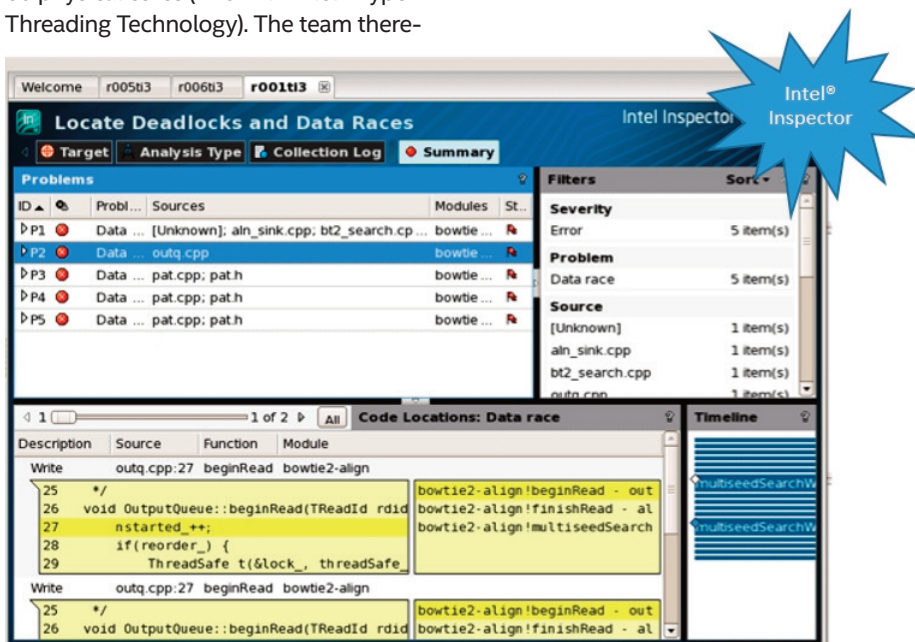 Threading Technology). The team there-
Intel®
Inspector
Welcome r005ti3 r006ti3 r001ti3
Locate Deadlocks and Data Races
Intel Inspector
Target Analysis Type Collection Log Summary
Problems
ID Probl... Sources Modules St..
P1 Data ... [Unknown]; aln_sink.cpp; bt2_search.cp... bowtie ...
P2 Data ... outq.cpp bowtie ...
P3 Data ... pat.cpp; pat.h bowtie ...
P4 Data ... pat.cpp; pat.h bowtie ...
P5 Data ... pat.cpp; pat.h bowtie ...
Filters Sort
Severity
Error 5 item(s)
Problem
Data race 5 item(s)
Source
[Unknown] 1 item(s)
aln_sink.cpp 1 item(s)
bt2_search.cpp 1 item(s)
outq.cpp 1 item(s)
1 1 of 2 All Code Locations: Data race
Description Source Function Module
Write outq.cpp:27 beginRead bowtie2-align
25 */
26 void OutputQueue::beginRead(TReadId rdid
27 nstarted_++;
28 if(reorder_) {
29 ThreadSafe t(&lock_, threadSafe_
bowtie2-align!beginRead - out
bowtie2-align!finishRead - al
bowtie2-align!multiseedSearch
Write outq.cpp:27 beginRead bowtie2-align
25 */
26 void OutputQueue::beginRead(TReadId rdid
bowtie2-align!beginRead - out
bowtie2-align!finishRead - al
Timeline
multiseedSearchW
multiseedSearchW